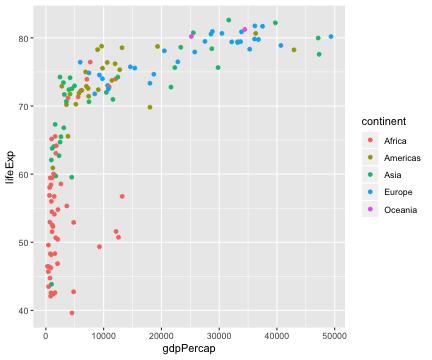 80
70
60
50
40
lifeExp
0
10000
20000
30000
40000
50000
gdpPercap
continent
Africa
Americas
Asia
Europe
Oceania